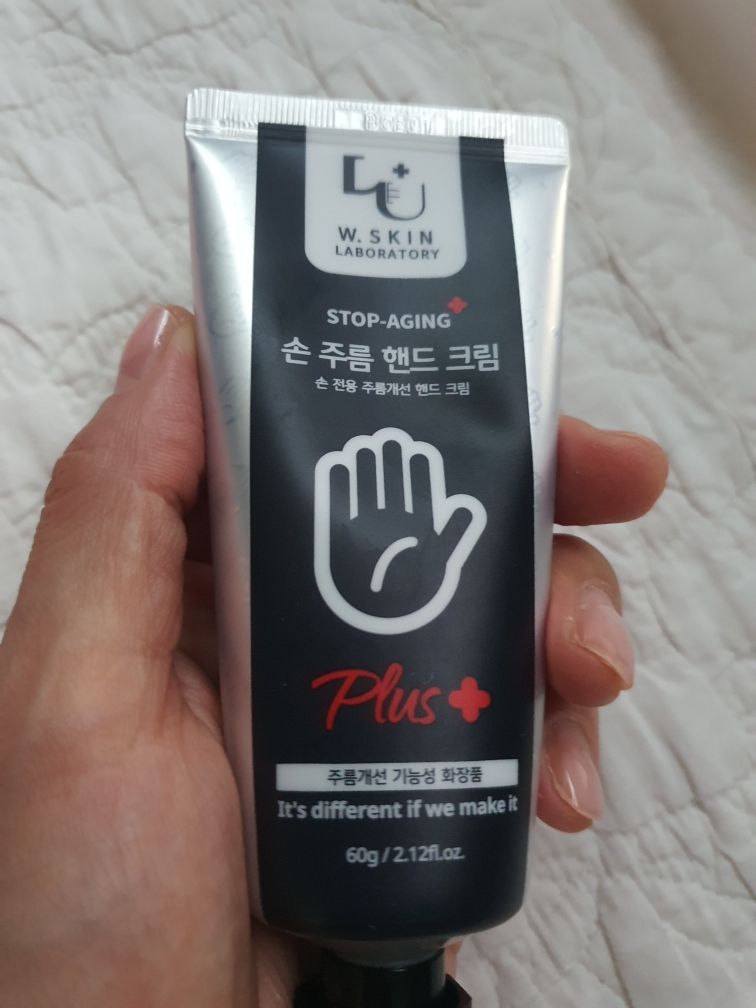 W. SKIN
LABORATORY
STOP-AGING
손 주름 핸드 크림
손 전용 주름개선 핸드 크림
Plus
주름개선 기능성 화장품
It's different if we make it
60g / 2.12fl.oz.